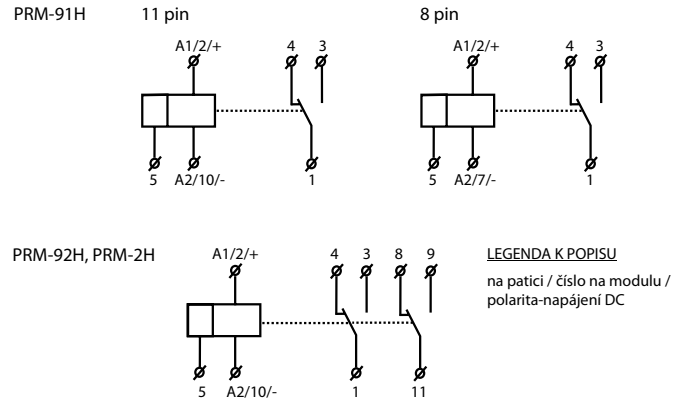 PRM-91H 11 pin 8 pin
A1/2/+ 4 3 A1/2/+ 4 3
5 A2/10/- 1 5 A2/7/- 1
PRM-92H, PRM-2H A1/2/+ 4 3 8 9 LEGENDA K POPISU
na patici / číslo na modulu /
polarita-napájení DC
5 A2/10/- 1 11